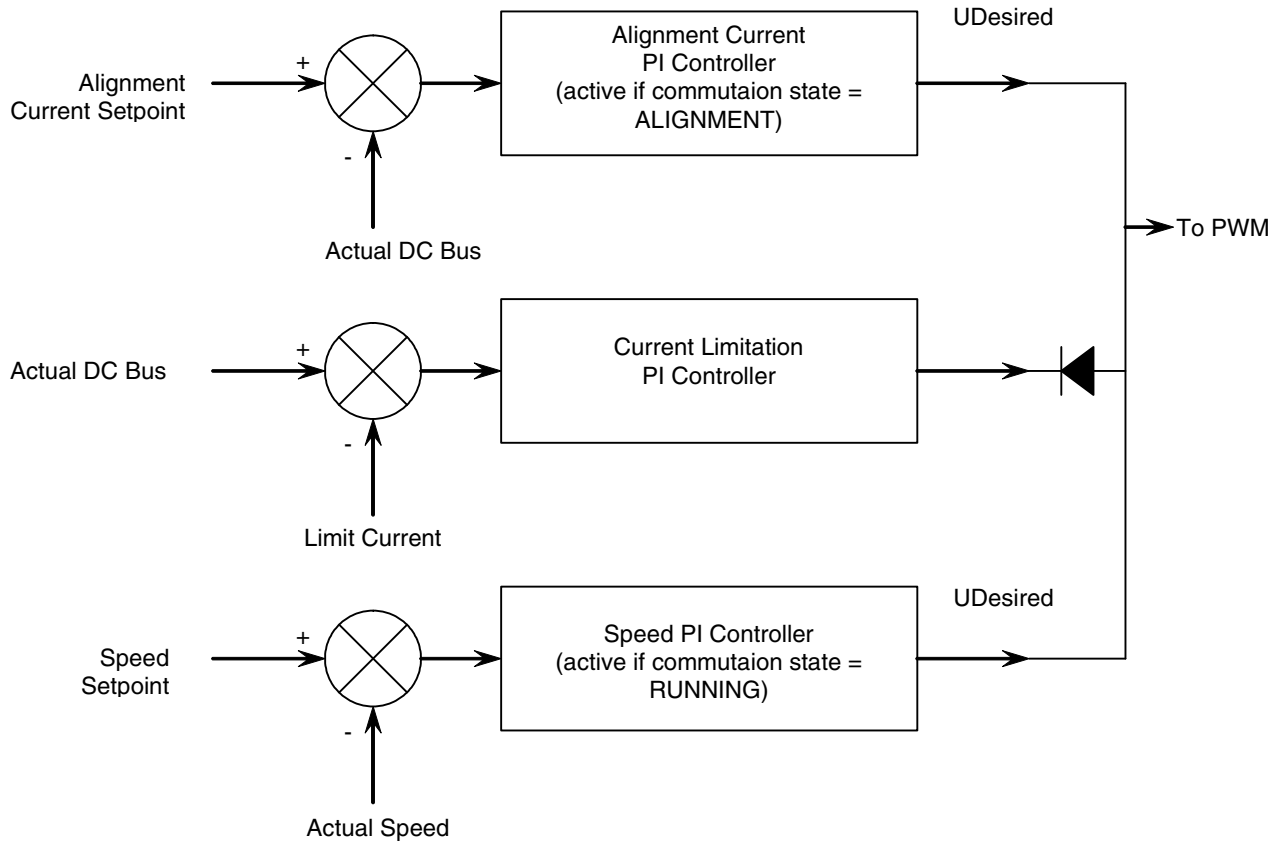 UDesired
Alignment
Current Setpoint
+
-
Alignment Current
PI Controller
(active if commutaion state =
ALIGNMENT)
Actual DC Bus
To PWM
Actual DC Bus
+
-
Current Limitation
PI Controller
Limit Current
UDesired
Speed
Setpoint
+
-
Speed PI Controller
(active if commutaion state =
RUNNING)
Actual Speed